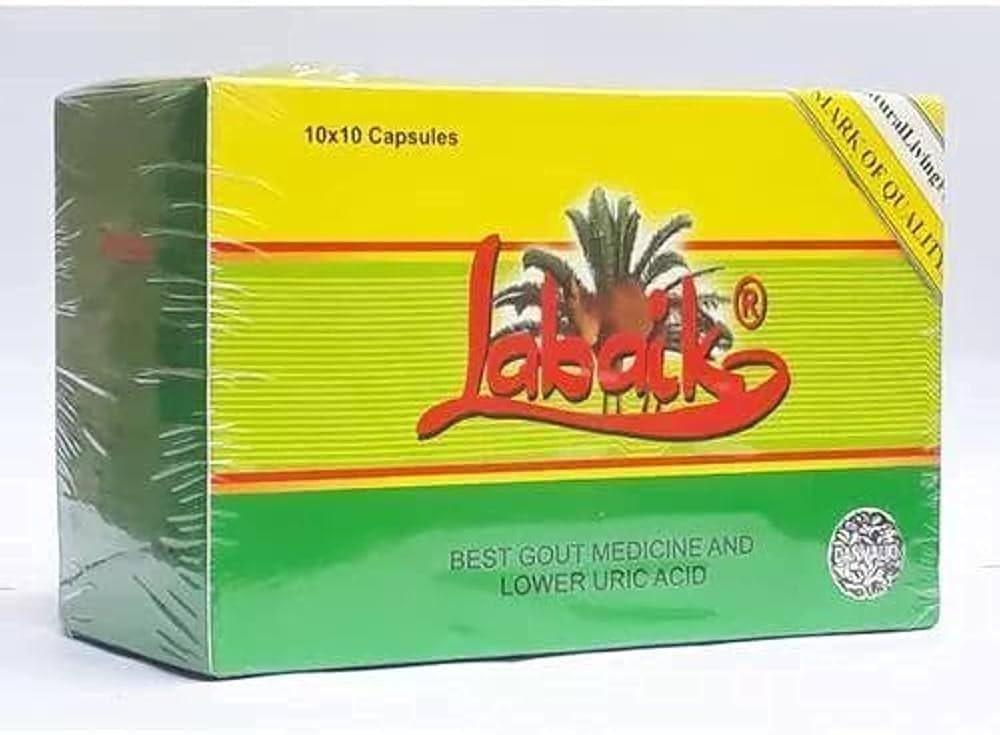 10x10 Capsules
MARK OF QUALITY
Labaik®
BEST GOUT MEDICINE AND
LOWER URIC ACID